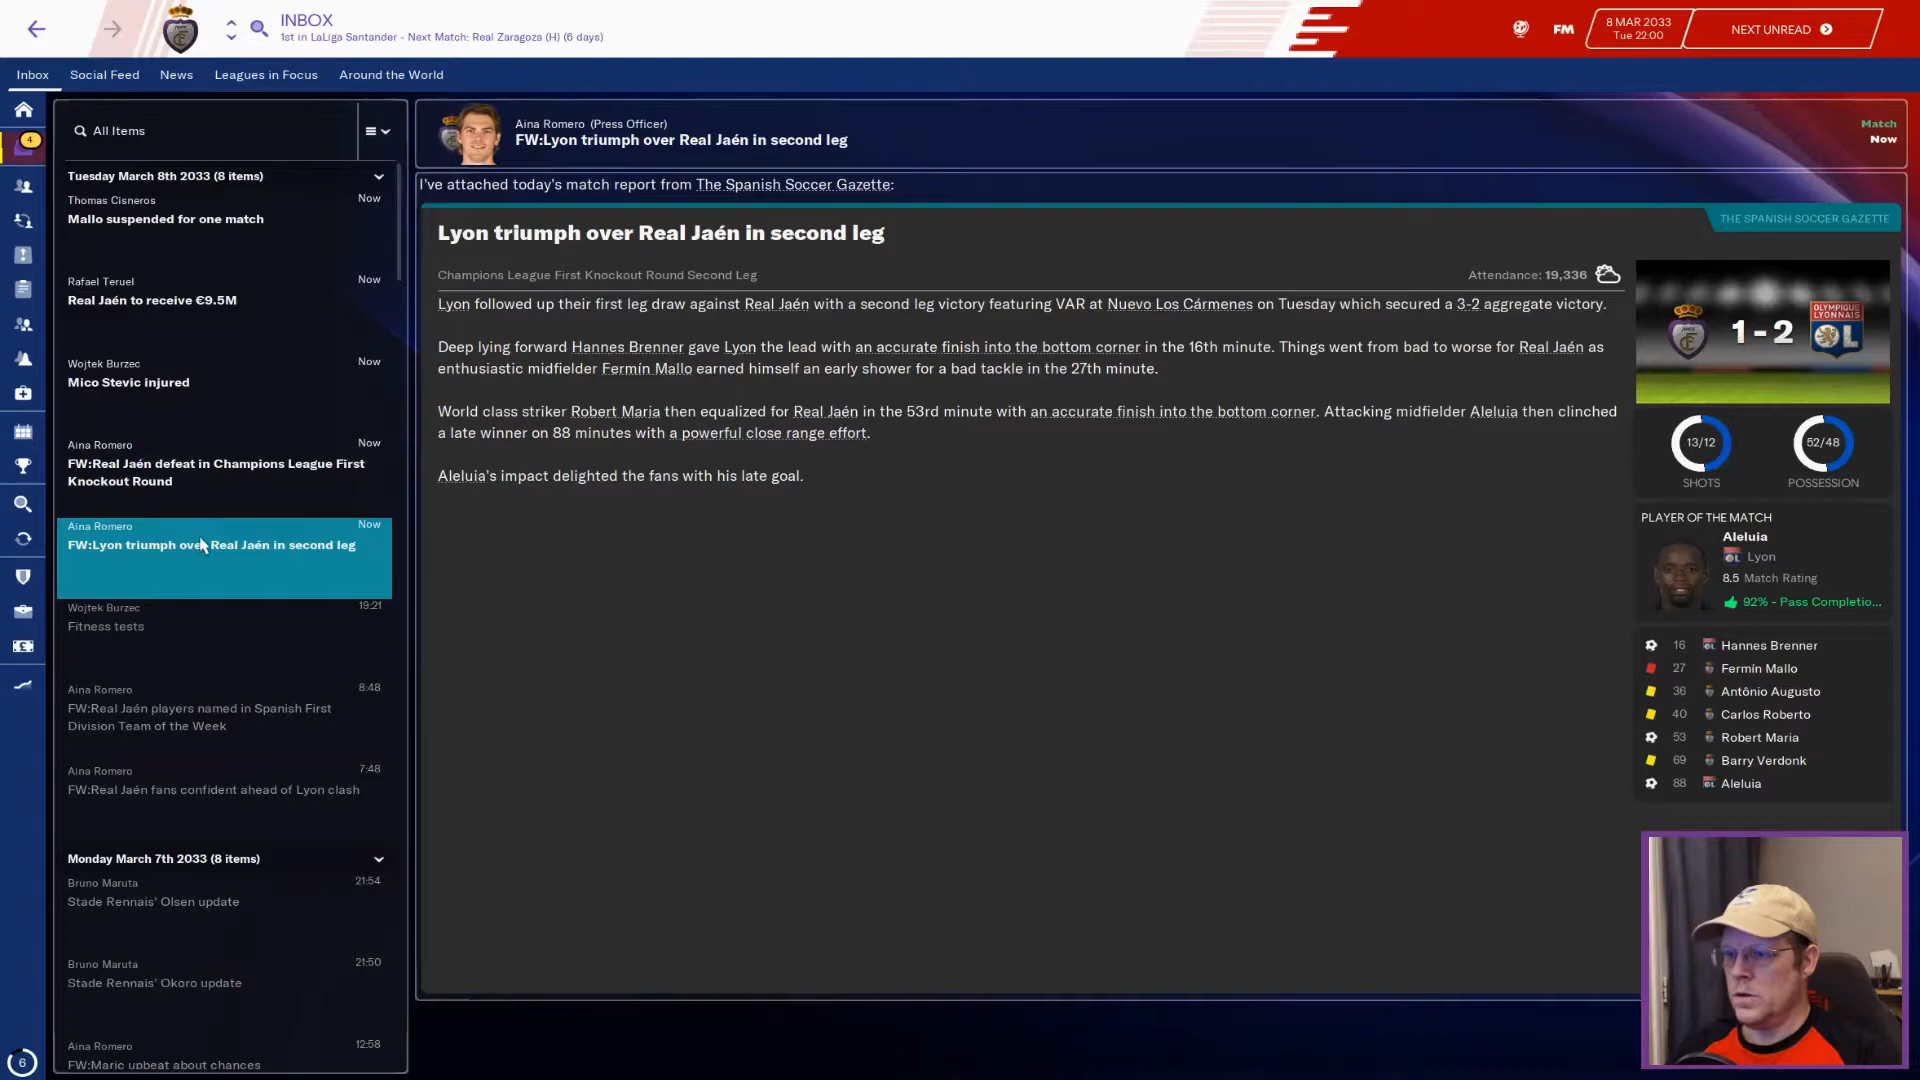 INBOX
1st in LaLiga Santander - Next Match: Real Zaragoza (H) (6 days)
FM
8 MAR 2033
Tue 22:00
NEXT UNREAD
Inbox
Social Feed
News
Leagues in Focus
Around the World
4
All Items
Tuesday March 8th 2033 (8 items)
Thomas Cisneros
Now
Mallo suspended for one match
Rafael Teruel
Now
Real Jaén to receive €9.5M
Wojtek Burzec
Now
Mico Stevic injured
Aina Romero
Now
FW:Real Jaén defeat in Champions League First
Knockout Round
Aina Romero
Now
FW:Lyon triumph over Real Jaén in second leg
Wojtek Burzec
19:21
Fitness tests
Aina Romero
8:48
FW:Real Jaén players named in Spanish First
Division Team of the Week
Aina Romero
7:48
FW:Real Jaén fans confident ahead of Lyon clash
Monday March 7th 2033 (8 items)
Bruno Maruta
21:54
Stade Rennais' Olsen update
Bruno Maruta
21:50
Stade Rennais' Okoro update
Aina Romero
12:58
FW:Maric upbeat about chances
6
Aina Romero (Press Officer)
FW:Lyon triumph over Real Jaén in second leg
Match
Now
I've attached today's match report from The Spanish Soccer Gazette:
THE SPANISH SOCCER GAZETTE
Lyon triumph over Real Jaén in second leg
Champions League First Knockout Round Second Leg
Attendance: 19,336
Lyon followed up their first leg draw against Real Jaén with a second leg victory featuring VAR at Nuevo Los Cármenes on Tuesday which secured a 3-2 aggregate victory.
Deep lying forward Hannes Brenner gave Lyon the lead with an accurate finish into the bottom corner in the 16th minute. Things went from bad to worse for Real Jaén as
enthusiastic midfielder Fermín Mallo earned himself an early shower for a bad tackle in the 27th minute.
World class striker Robert Maria then equalized for Real Jaén in the 53rd minute with an accurate finish into the bottom corner. Attacking midfielder Aleluia then clinched
a late winner on 88 minutes with a powerful close range effort.
Aleluia's impact delighted the fans with his late goal.
1 - 2
OLYMPIQUE
LYONNAIS
OL
13/12
SHOTS
52/48
POSSESSION
PLAYER OF THE MATCH
Aleluia
Lyon
8.5 Match Rating
92% - Pass Completio...
16 Hannes Brenner
27 Fermín Mallo
36 Antônio Augusto
40 Carlos Roberto
53 Robert Maria
69 Barry Verdonk
88 Aleluia